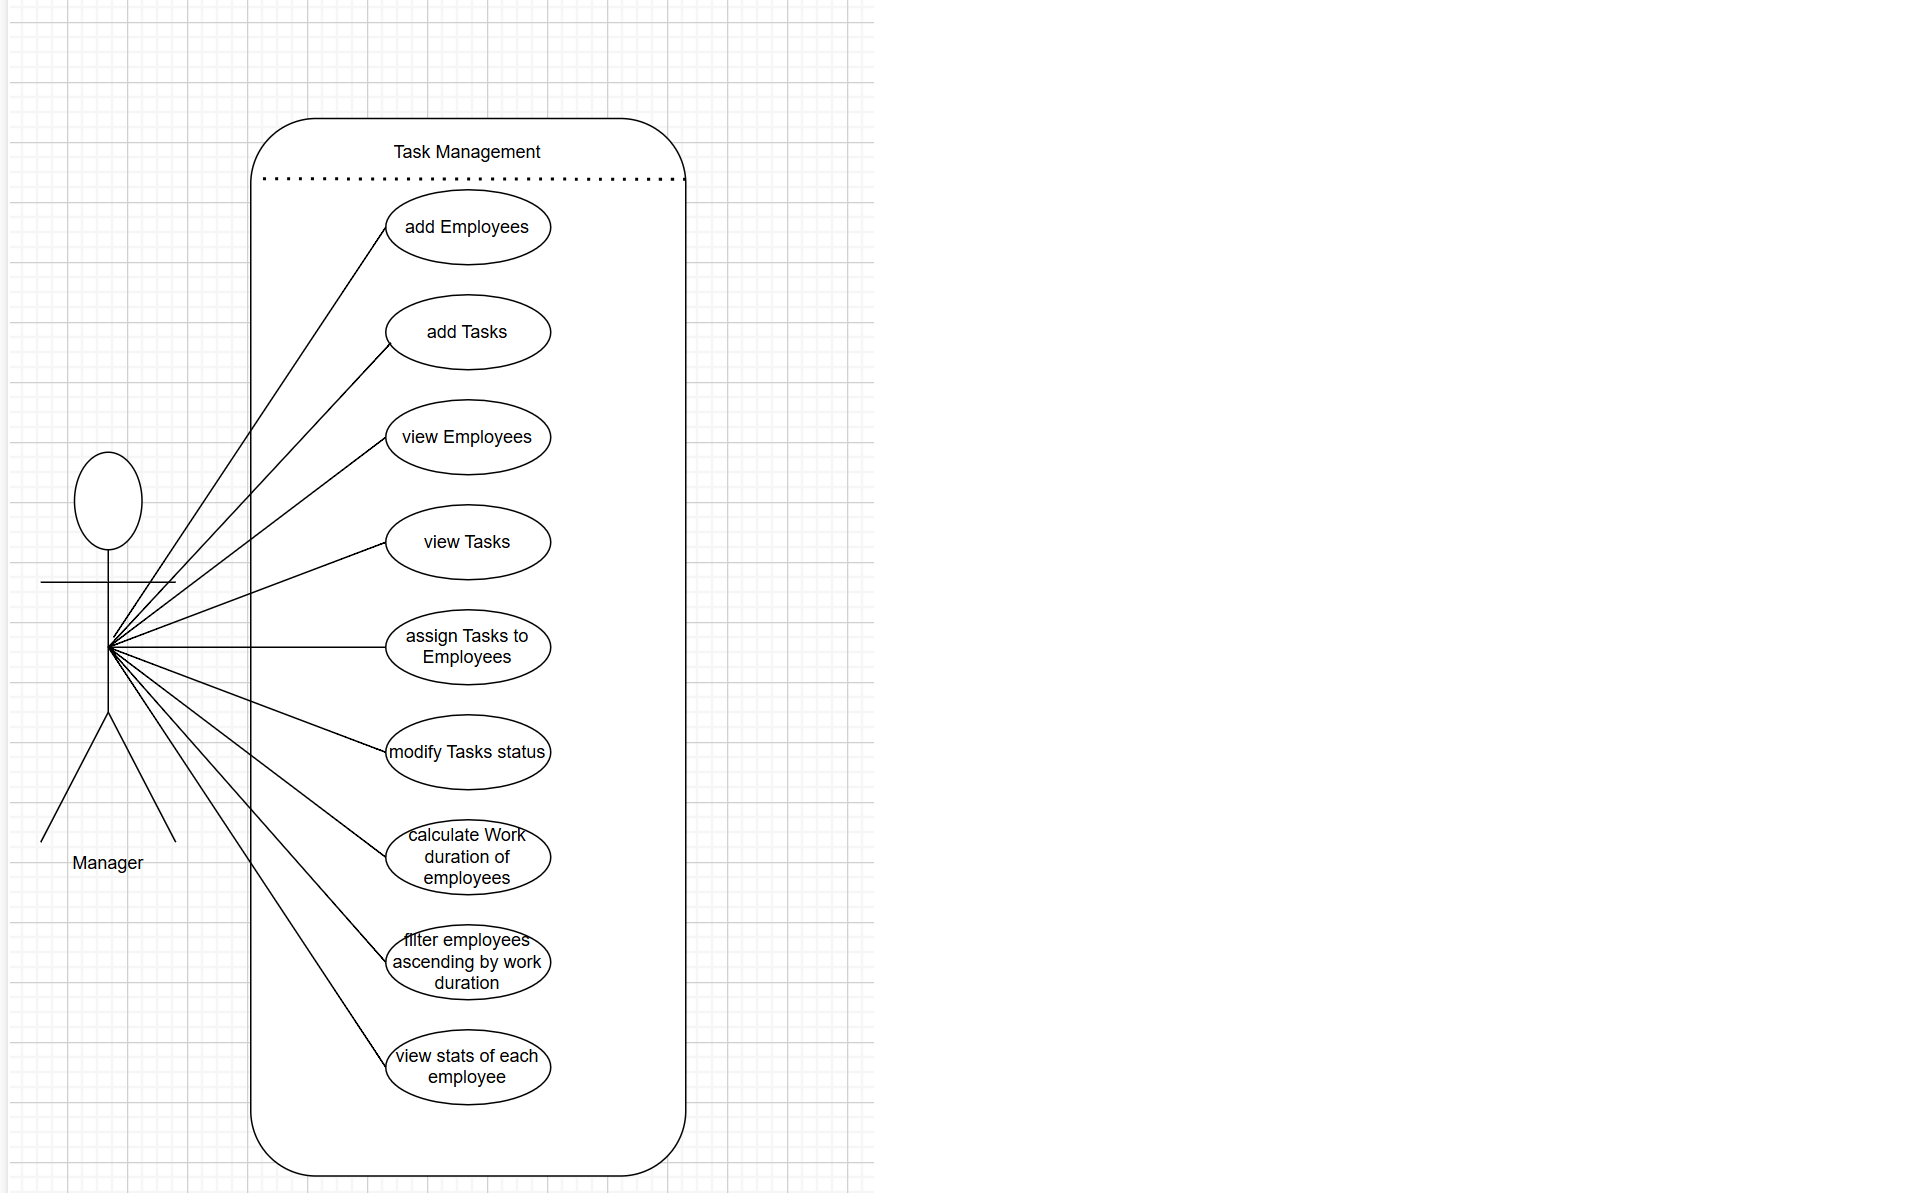 Task Management
add Employees
add Tasks
view Employees
view Tasks
assign Tasks to
Employees
modify Tasks status
calculate Work
duration of
employees
filter employees
ascending by work
duration
view stats of each
employee
Manager